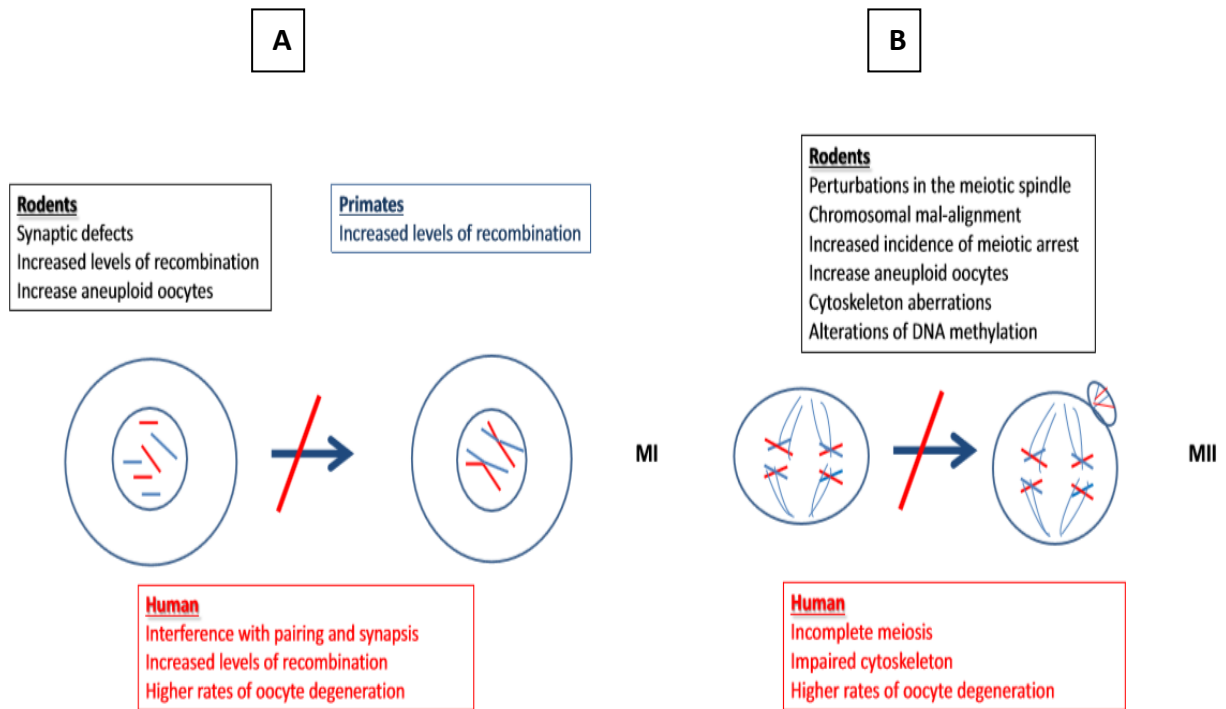 A
B
Rodents
Synaptic defects
Increased levels of recombination
Increase aneuploid oocytes
Primates
Increased levels of recombination
Rodents
Perturbations in the meiotic spindle
Chromosomal mal-alignment
Increased incidence of meiotic arrest
Increase aneuploid oocytes
Cytoskeleton aberrations
Alterations of DNA methylation
MI
MII
Human
Interference with pairing and synapsis
Increased levels of recombination
Higher rates of oocyte degeneration
Human
Incomplete meiosis
Impaired cytoskeleton
Higher rates of oocyte degeneration